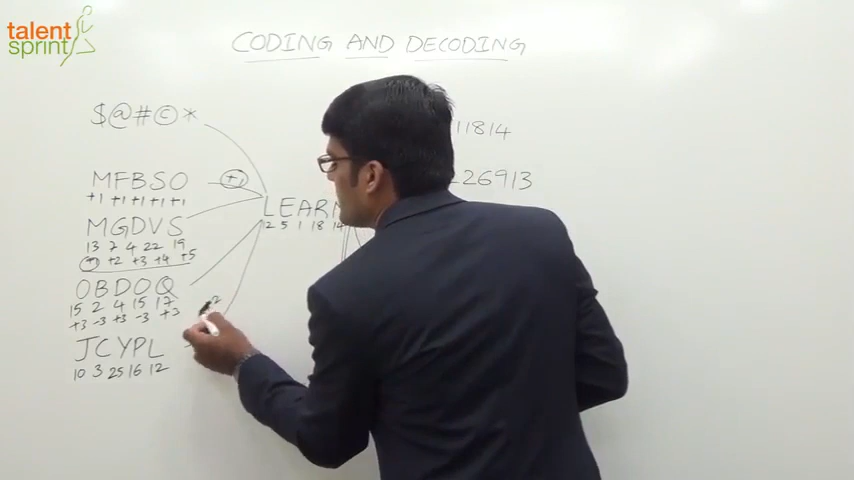 talent
sprint
CODING AND DECODING
$@#©*
11814
MFBSO
+1
+1 +1 +1 +1 +1
26913
LEARN
12 5 1 18 14
MGDVS
13 7 4 22 19
+1 +2 +3 +4 +5
OBDOQ
15 2 4 15 17
+3 -3 +3 -3 +3
-2
JCYPL
10 3 25 16 12